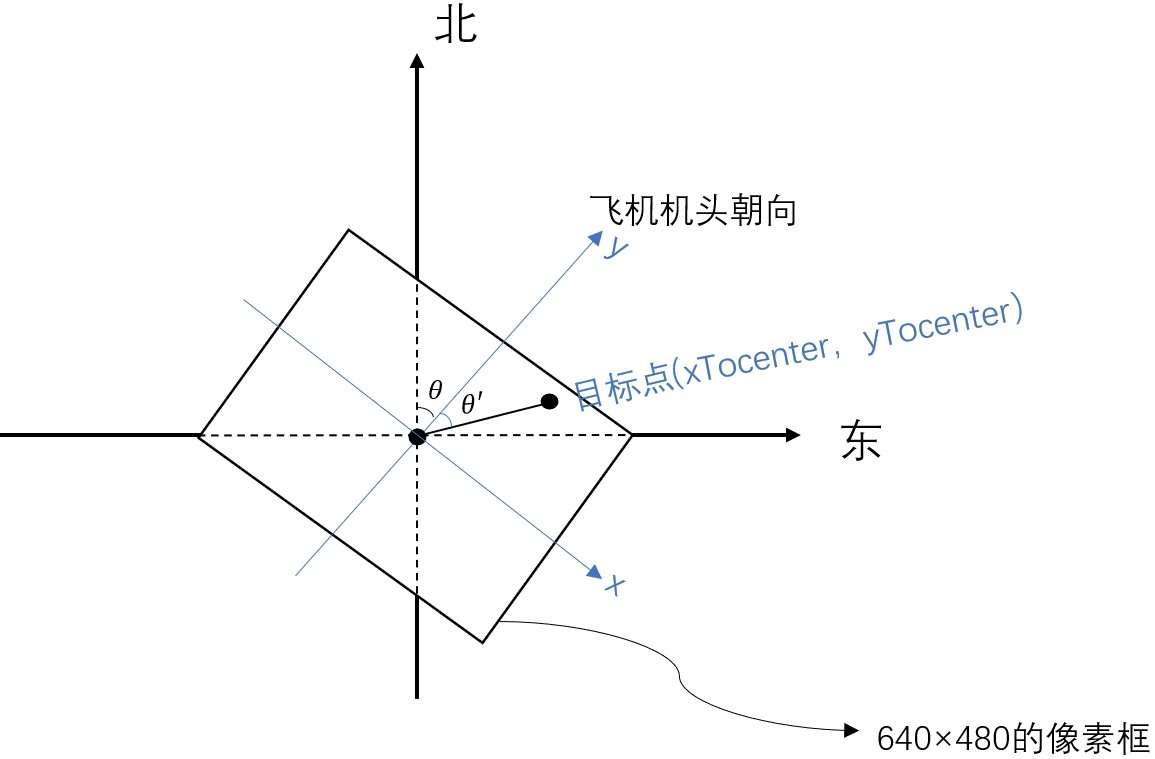 北
飞机机头朝向
y
目标点(xTocenter，yTocenter)
θ
θ′
东
x
640×480的像素框